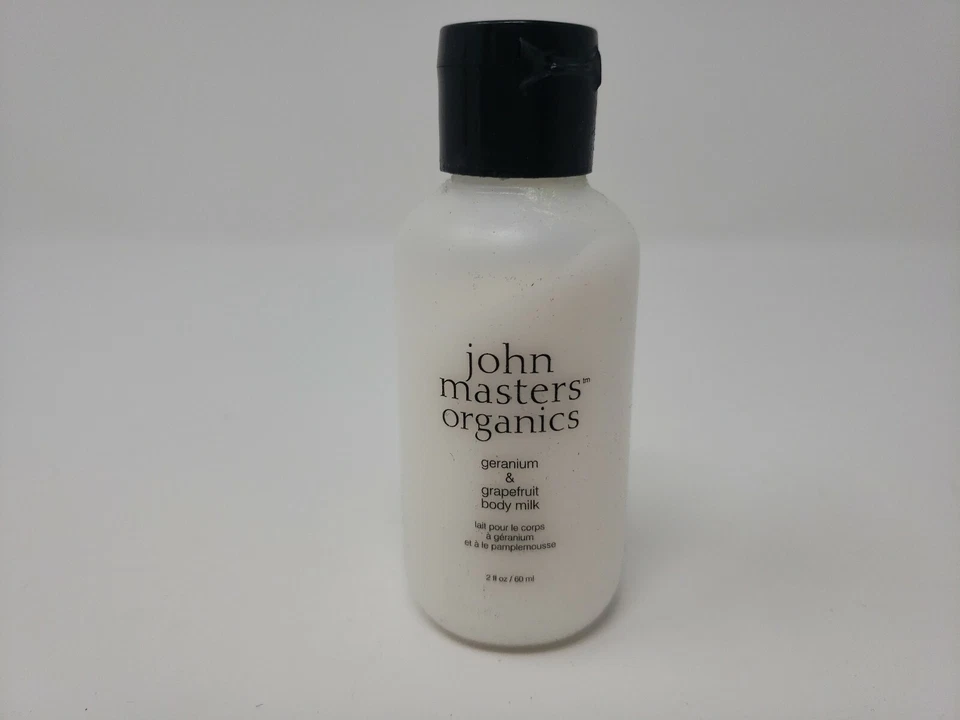 john
masters™
organics
geranium
&
grapefruit
body milk
lait pour le corps
à géranium
et à le pamplemousse
2 fl oz / 60 ml